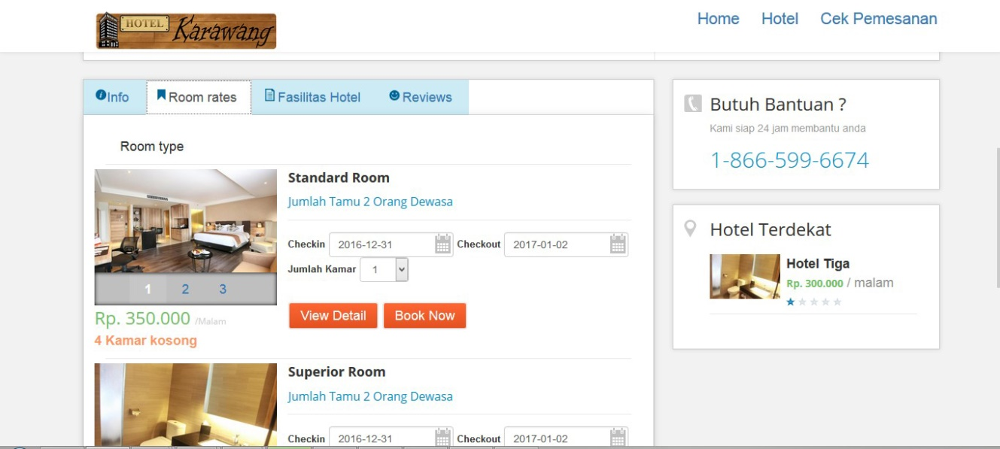 HOTEL Karawang
Home Hotel Cek Pemesanan
Info Room rates Fasilitas Hotel Reviews
Room type
Standard Room
Jumlah Tamu 2 Orang Dewasa
Checkin 2016-12-31 Checkout 2017-01-02
Jumlah Kamar 1
1 2 3
View Detail Book Now
Rp. 350.000 /Malam
4 Kamar kosong
Superior Room
Jumlah Tamu 2 Orang Dewasa
Checkin 2016-12-31 Checkout 2017-01-02
Butuh Bantuan ?
Kami siap 24 jam membantu anda
1-866-599-6674
Hotel Terdekat
Hotel Tiga
Rp. 300.000 / malam